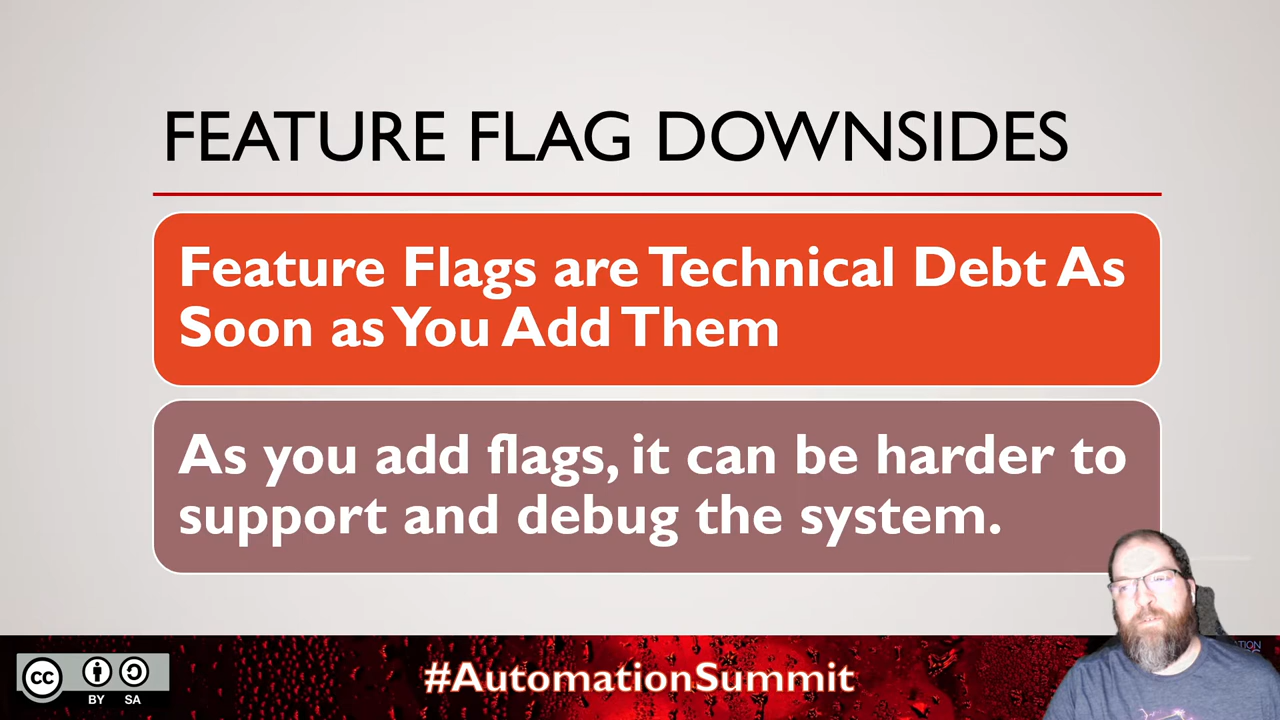 FEATURE FLAG DOWNSIDES
Feature Flags are Technical Debt As
Soon as You Add Them
As you add flags, it can be harder to
support and debug the system.
cc
BY SA
#AutomationSummit